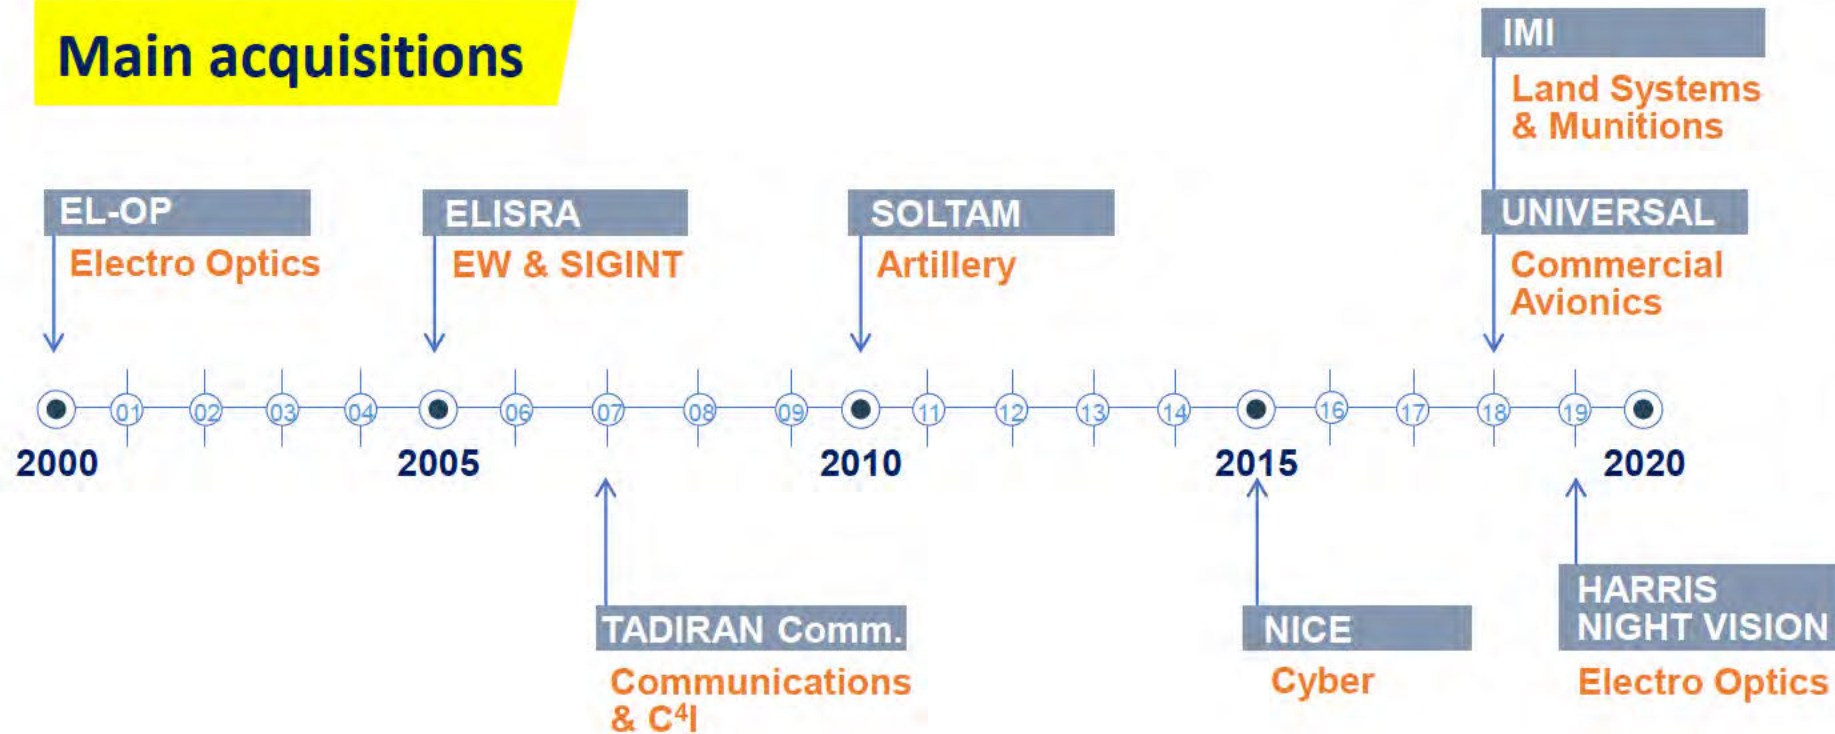 Main acquisitions
IMI
Land Systems
& Munitions
EL-OP
Electro Optics
ELISRA
EW & SIGINT
SOLTAM
Artillery
UNIVERSAL
Commercial
Avionics
01 02 03 04 06 07 08 09 11 12 13 14 16 17 18 19
2000 2005 2010 2015 2020
TADIRAN Comm.
Communications
& C⁴I
NICE
Cyber
HARRIS
NIGHT VISION
Electro Optics